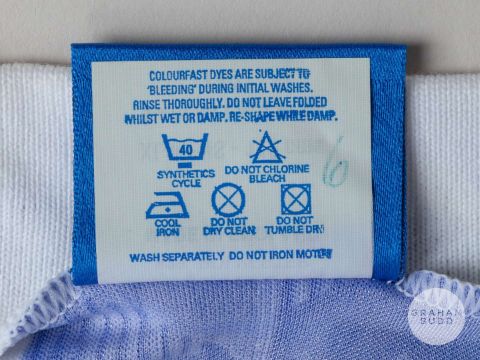 COLOURFAST DYES ARE SUBJECT TO
'BLEEDING' DURING INITIAL WASHES.
RINSE THOROUGHLY. DO NOT LEAVE FOLDED
WHILST WET OR DAMP. RE-SHAPE WHILE DAMP.
40
SYNTHETICS
CYCLE
DO NOT CHLORINE
BLEACH
6
COOL
IRON
DO NOT
DRY CLEAN
DO NOT
TUMBLE DRY
WASH SEPARATELY DO NOT IRON MOTIF
GRAHAM
BUDD